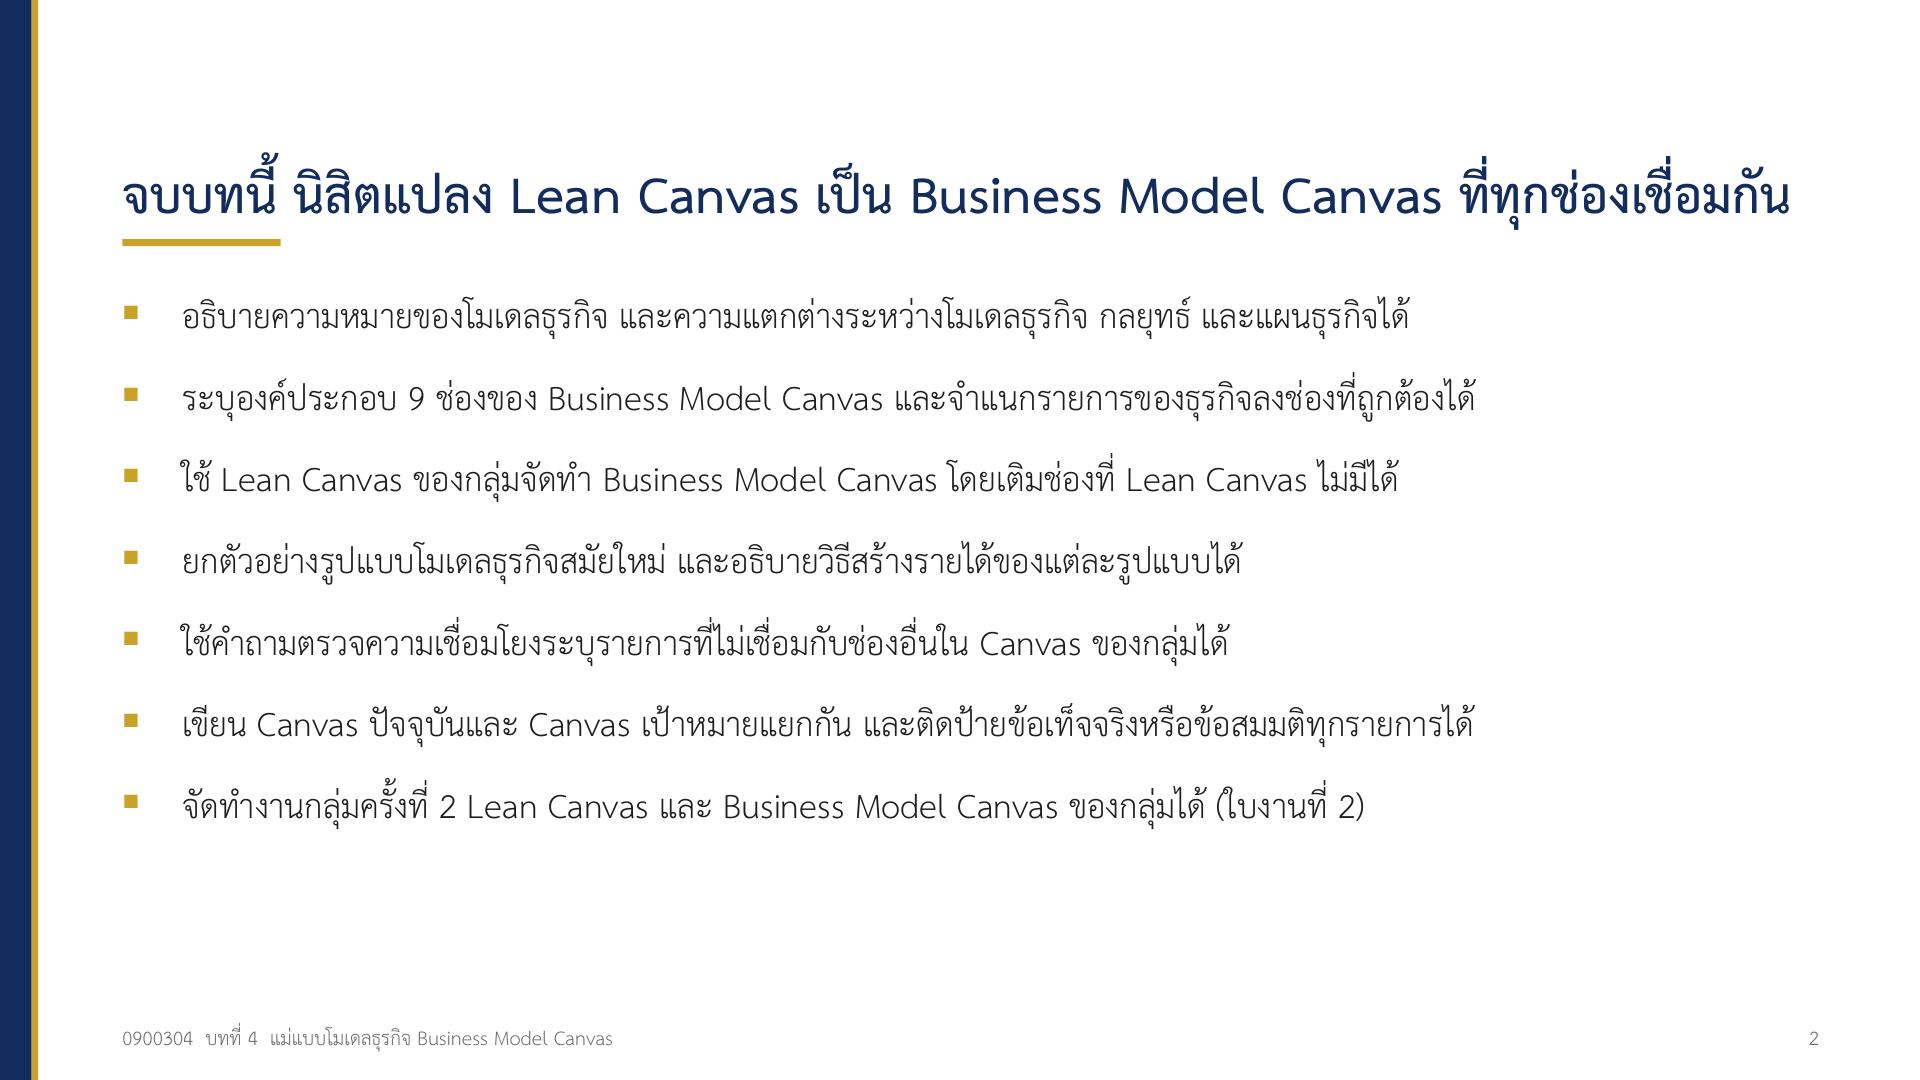 จบบทนี้ นิสิตแปลง Lean Canvas เป็น Business Model Canvas ที่ทุกช่องเชื่อมกัน
▪ อธิบายความหมายของโมเดลธุรกิจ และความแตกต่างระหว่างโมเดลธุรกิจ กลยุทธ์ และแผนธุรกิจได้
▪ ระบุองค์ประกอบ 9 ช่องของ Business Model Canvas และจำแนกรายการของธุรกิจลงช่องที่ถูกต้องได้
▪ ใช้ Lean Canvas ของกลุ่มจัดทำ Business Model Canvas โดยเติมช่องที่ Lean Canvas ไม่มีได้
▪ ยกตัวอย่างรูปแบบโมเดลธุรกิจสมัยใหม่ และอธิบายวิธีสร้างรายได้ของแต่ละรูปแบบได้
▪ ใช้คำถามตรวจความเชื่อมโยงระบุรายการที่ไม่เชื่อมกับช่องอื่นใน Canvas ของกลุ่มได้
▪ เขียน Canvas ปัจจุบันและ Canvas เป้าหมายแยกกัน และติดป้ายข้อเท็จจริงหรือข้อสมมติทุกรายการได้
▪ จัดทำงานกลุ่มครั้งที่ 2 Lean Canvas และ Business Model Canvas ของกลุ่มได้ (ใบงานที่ 2)
0900304 บทที่ 4 แม่แบบโมเดลธุรกิจ Business Model Canvas
2